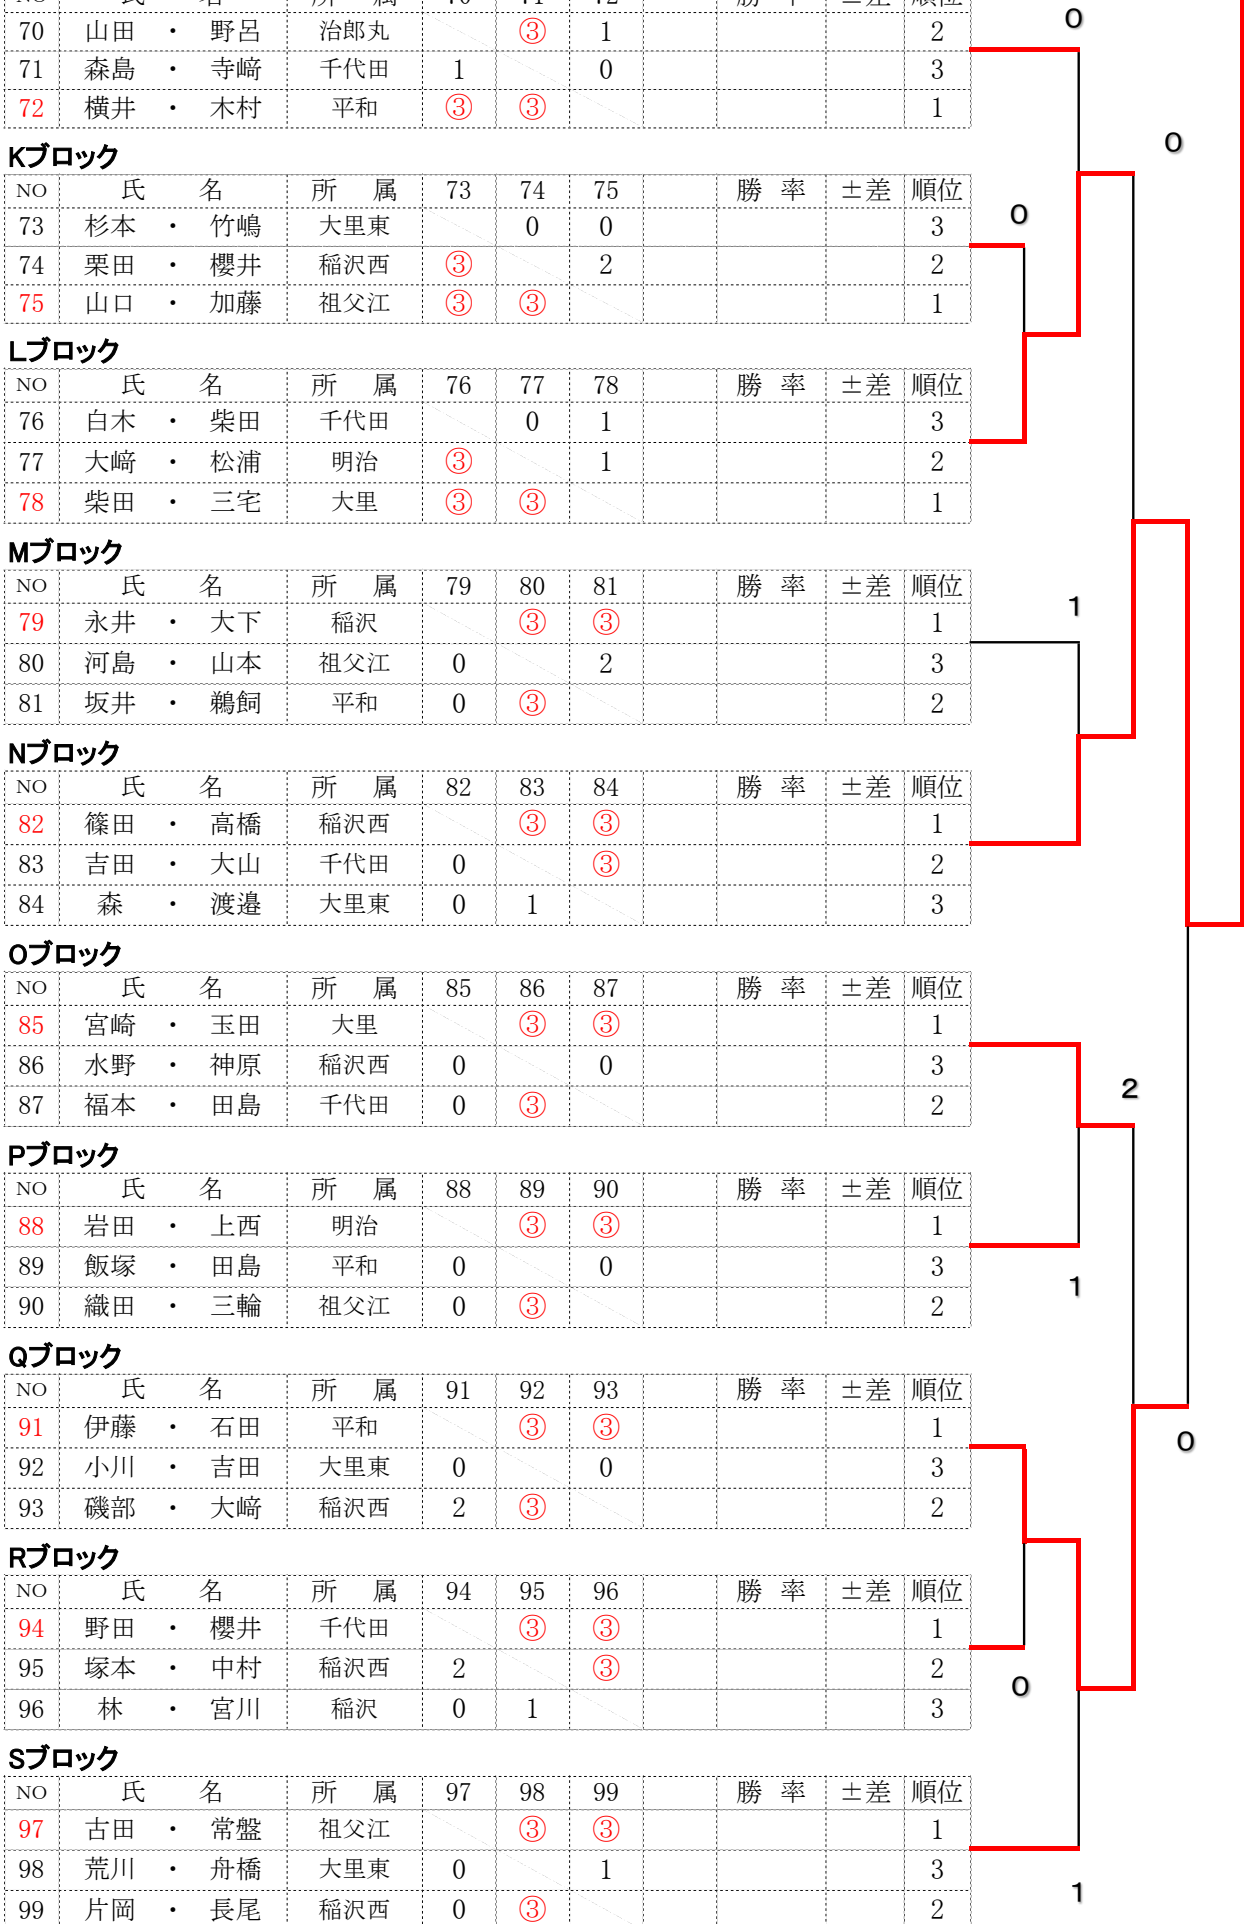 NO 氏 名 所 属 70 71 72 勝 率 ±差 順位
70 山田 ・ 野呂 治郎丸 ③ 1 2
71 森島 ・ 寺﨑 千代田 1 0 3
72 横井 ・ 木村 平和 ③ ③ 1
0
0
Kブロック
NO 氏 名 所 属 73 74 75 勝 率 ±差 順位
73 杉本 ・ 竹嶋 大里東 0 0 3
74 栗田 ・ 櫻井 稲沢西 ③ 2 2
75 山口 ・ 加藤 祖父江 ③ ③ 1
0
Lブロック
NO 氏 名 所 属 76 77 78 勝 率 ±差 順位
76 白木 ・ 柴田 千代田 0 1 3
77 大﨑 ・ 松浦 明治 ③ 1 2
78 柴田 ・ 三宅 大里 ③ ③ 1
Mブロック
NO 氏 名 所 属 79 80 81 勝 率 ±差 順位
79 永井 ・ 大下 稲沢 ③ ③ 1
80 河島 ・ 山本 祖父江 0 2 3
81 坂井 ・ 鵜飼 平和 0 ③ 2
1
Nブロック
NO 氏 名 所 属 82 83 84 勝 率 ±差 順位
82 篠田 ・ 高橋 稲沢西 ③ ③ 1
83 吉田 ・ 大山 千代田 0 ③ 2
84 森 ・ 渡邉 大里東 0 1 3
Oブロック
NO 氏 名 所 属 85 86 87 勝 率 ±差 順位
85 宮崎 ・ 玉田 大里 ③ ③ 1
86 水野 ・ 神原 稲沢西 0 0 3
87 福本 ・ 田島 千代田 0 ③ 2
2
Pブロック
NO 氏 名 所 属 88 89 90 勝 率 ±差 順位
88 岩田 ・ 上西 明治 ③ ③ 1
89 飯塚 ・ 田島 平和 0 0 3
90 織田 ・ 三輪 祖父江 0 ③ 2
1
Qブロック
NO 氏 名 所 属 91 92 93 勝 率 ±差 順位
91 伊藤 ・ 石田 平和 ③ ③ 1
92 小川 ・ 吉田 大里東 0 0 3
93 磯部 ・ 大﨑 稲沢西 2 ③ 2
0
Rブロック
NO 氏 名 所 属 94 95 96 勝 率 ±差 順位
94 野田 ・ 櫻井 千代田 ③ ③ 1
95 塚本 ・ 中村 稲沢西 2 ③ 2
96 林 ・ 宮川 稲沢 0 1 3
0
Sブロック
NO 氏 名 所 属 97 98 99 勝 率 ±差 順位
97 古田 ・ 常盤 祖父江 ③ ③ 1
98 荒川 ・ 舟橋 大里東 0 1 3
99 片岡 ・ 長尾 稲沢西 0 ③ 2
1